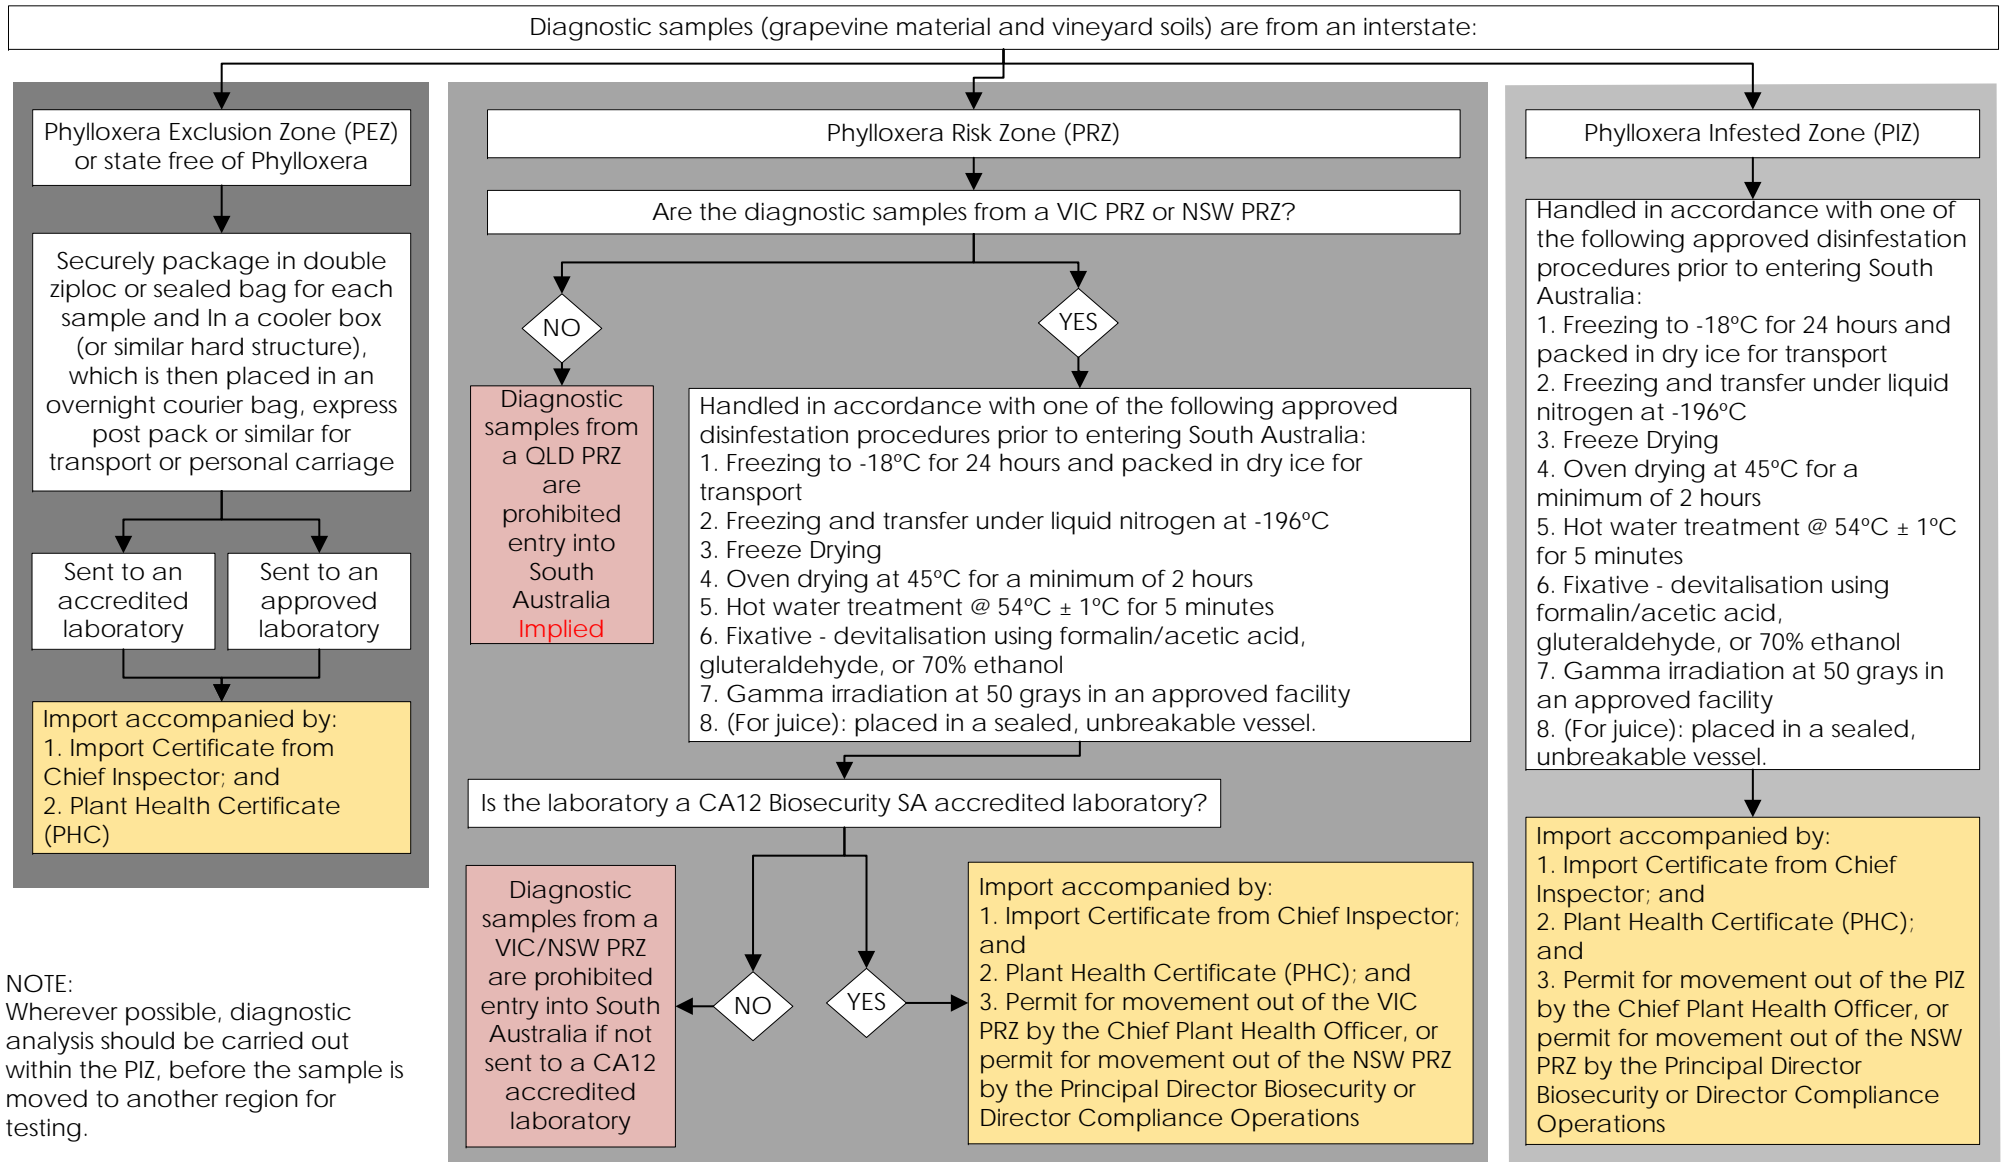 Diagnostic samples (grapevine material and vineyard soils) are from an interstate:
Phylloxera Exclusion Zone (PEZ)
or state free of Phylloxera
Securely package in double
ziploc or sealed bag for each
sample and In a cooler box
(or similar hard structure),
which is then placed in an
overnight courier bag, express
post pack or similar for
transport or personal carriage
Sent to an
accredited
laboratory
Sent to an
approved
laboratory
Import accompanied by:
1. Import Certificate from
Chief Inspector; and
2. Plant Health Certificate
(PHC)
NOTE:
Wherever possible, diagnostic
analysis should be carried out
within the PIZ, before the sample is
moved to another region for
testing.
Phylloxera Risk Zone (PRZ)
Are the diagnostic samples from a VIC PRZ or NSW PRZ?
NO
YES
Diagnostic
samples from
a QLD PRZ
are
prohibited
entry into
South
Australia
Implied
Handled in accordance with one of the following approved
disinfestation procedures prior to entering South Australia:
1. Freezing to -18ºC for 24 hours and packed in dry ice for
transport
2. Freezing and transfer under liquid nitrogen at -196ºC
3. Freeze Drying
4. Oven drying at 45ºC for a minimum of 2 hours
5. Hot water treatment @ 54ºC ± 1ºC for 5 minutes
6. Fixative - devitalisation using formalin/acetic acid,
gluteraldehyde, or 70% ethanol
7. Gamma irradiation at 50 grays in an approved facility
8. (For juice): placed in a sealed, unbreakable vessel.
Is the laboratory a CA12 Biosecurity SA accredited laboratory?
NO
YES
Diagnostic
samples from a
VIC/NSW PRZ
are prohibited
entry into South
Australia if not
sent to a CA12
accredited
laboratory
Import accompanied by:
1. Import Certificate from Chief Inspector;
and
2. Plant Health Certificate (PHC); and
3. Permit for movement out of the VIC
PRZ by the Chief Plant Health Officer, or
permit for movement out of the NSW PRZ
by the Principal Director Biosecurity or
Director Compliance Operations
Phylloxera Infested Zone (PIZ)
Handled in accordance with one of
the following approved disinfestation
procedures prior to entering South
Australia:
1. Freezing to -18ºC for 24 hours and
packed in dry ice for transport
2. Freezing and transfer under liquid
nitrogen at -196ºC
3. Freeze Drying
4. Oven drying at 45ºC for a
minimum of 2 hours
5. Hot water treatment @ 54ºC ± 1ºC
for 5 minutes
6. Fixative - devitalisation using
formalin/acetic acid,
gluteraldehyde, or 70% ethanol
7. Gamma irradiation at 50 grays in
an approved facility
8. (For juice): placed in a sealed,
unbreakable vessel.
Import accompanied by:
1. Import Certificate from Chief
Inspector; and
2. Plant Health Certificate (PHC);
and
3. Permit for movement out of the PIZ
by the Chief Plant Health Officer, or
permit for movement out of the NSW
PRZ by the Principal Director
Biosecurity or Director Compliance
Operations